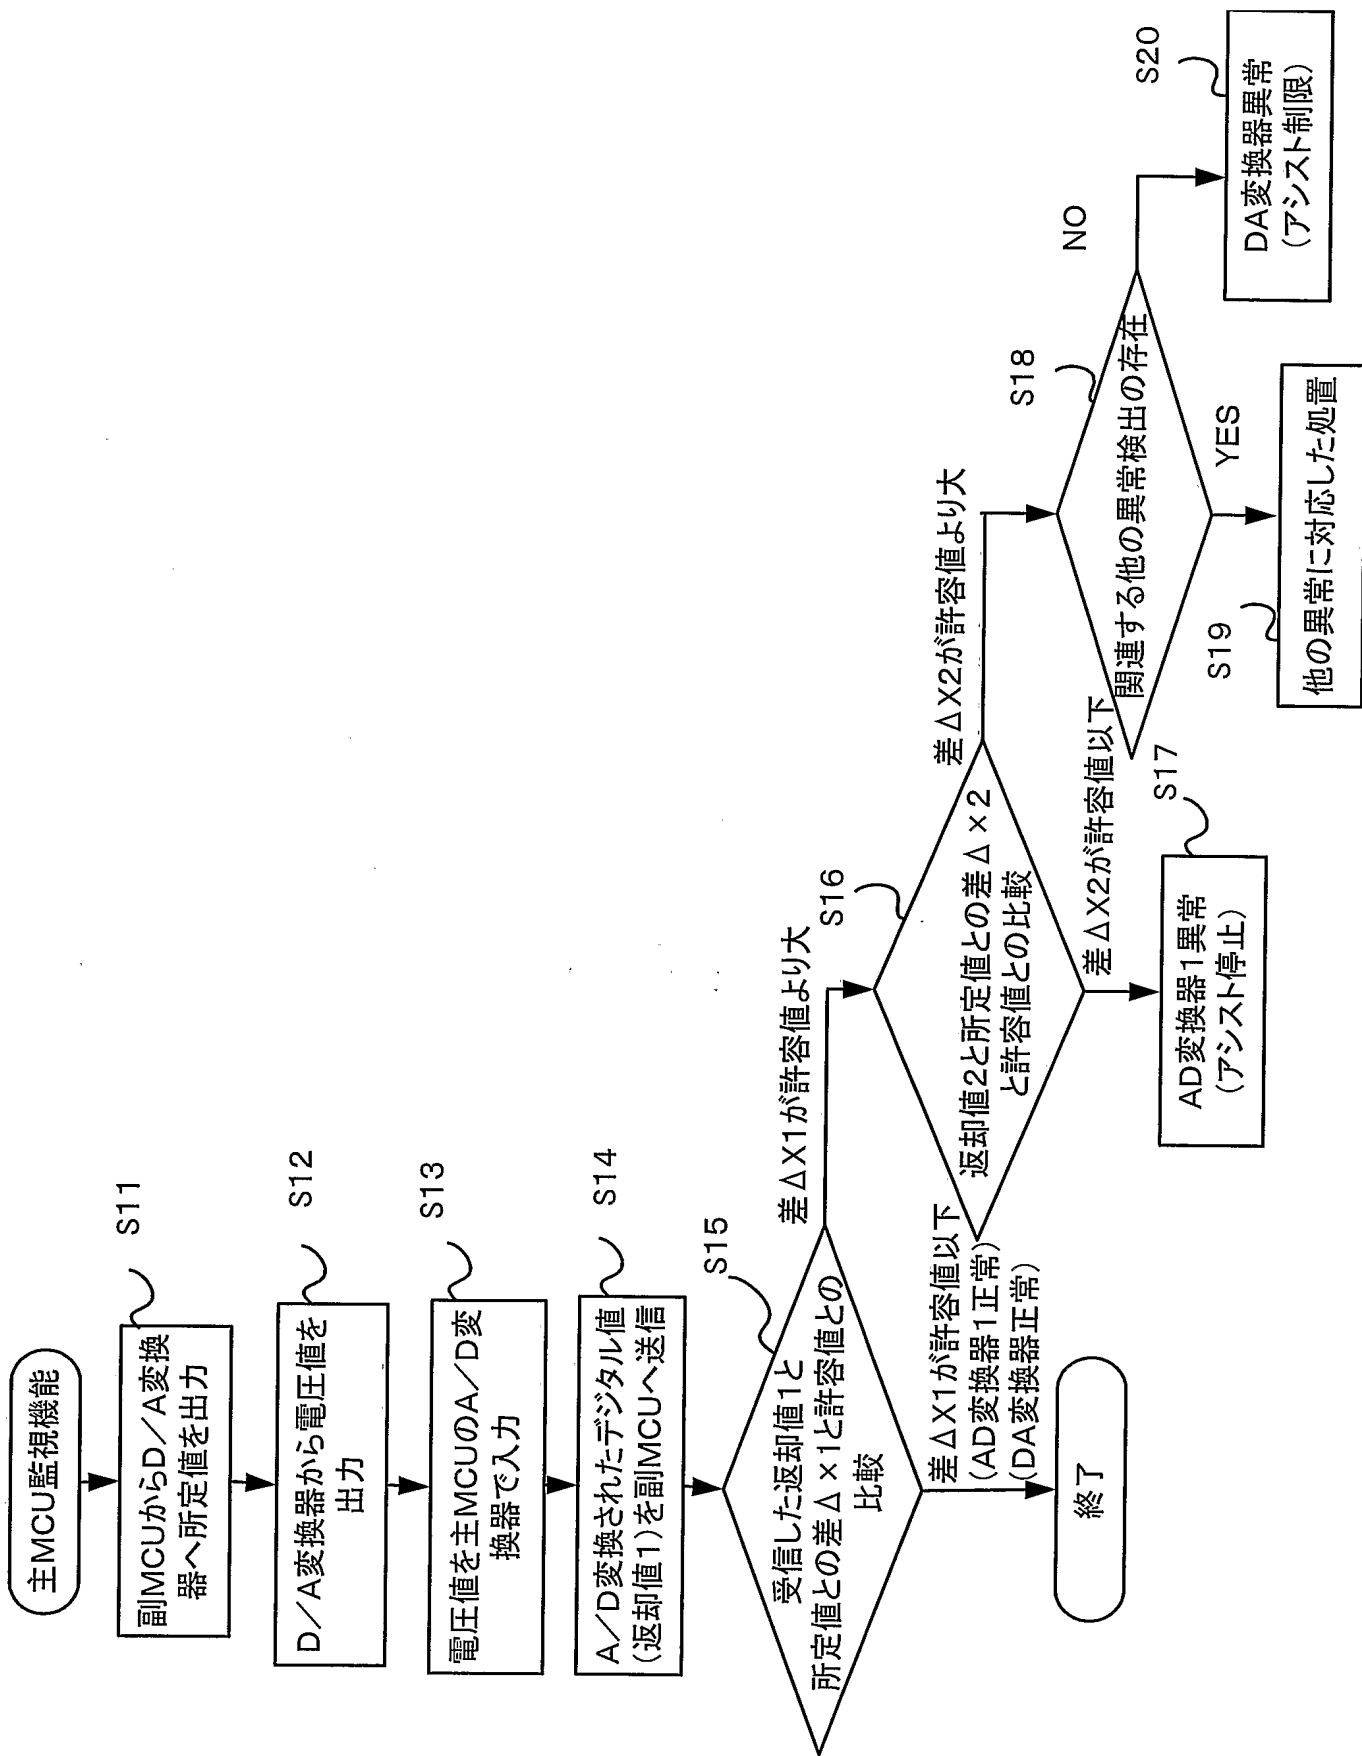 主MCU監視機能
S11
副MCUからD/A変換
器へ所定値を出力
S12
D/A変換器から電圧値を
出力
S13
電圧値を主MCUのA/D変
換器で入力
S14
A/D変換されたデジタル値
(返却値1)を副MCUへ送信
S15
受信した返却値1と
所定値との差△×1と許容値との
比較
差△X1が許容値より大
差△X1が許容値以下
(AD変換器1正常)
(DA変換器正常)
終了
S16
返却値2と所定値との差△×2
と許容値との比較
差△X2が許容値より大
差△X2が許容値以下
S17
AD変換器1異常
(アシスト停止)
S18
関連する他の異常検出の存在
NO
YES
S19
他の異常に対応した処置
S20
DA変換器異常
(アシスト制限)